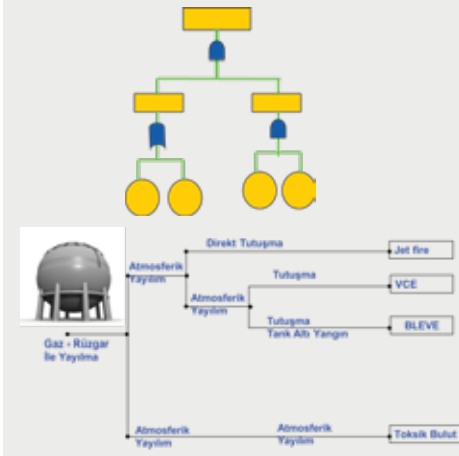 Direkt Tutuşma
Jet fire
Atmosferik
Yayılım
Tutuşma
VCE
Atmosferik
Yayılım
Tutuşma
Tank Altı Yangın
BLEVE
Gaz - Rüzgar
İle Yayılma
Atmosferik
Yayılım
Atmosferik
Yayılım
Toksik Bulut